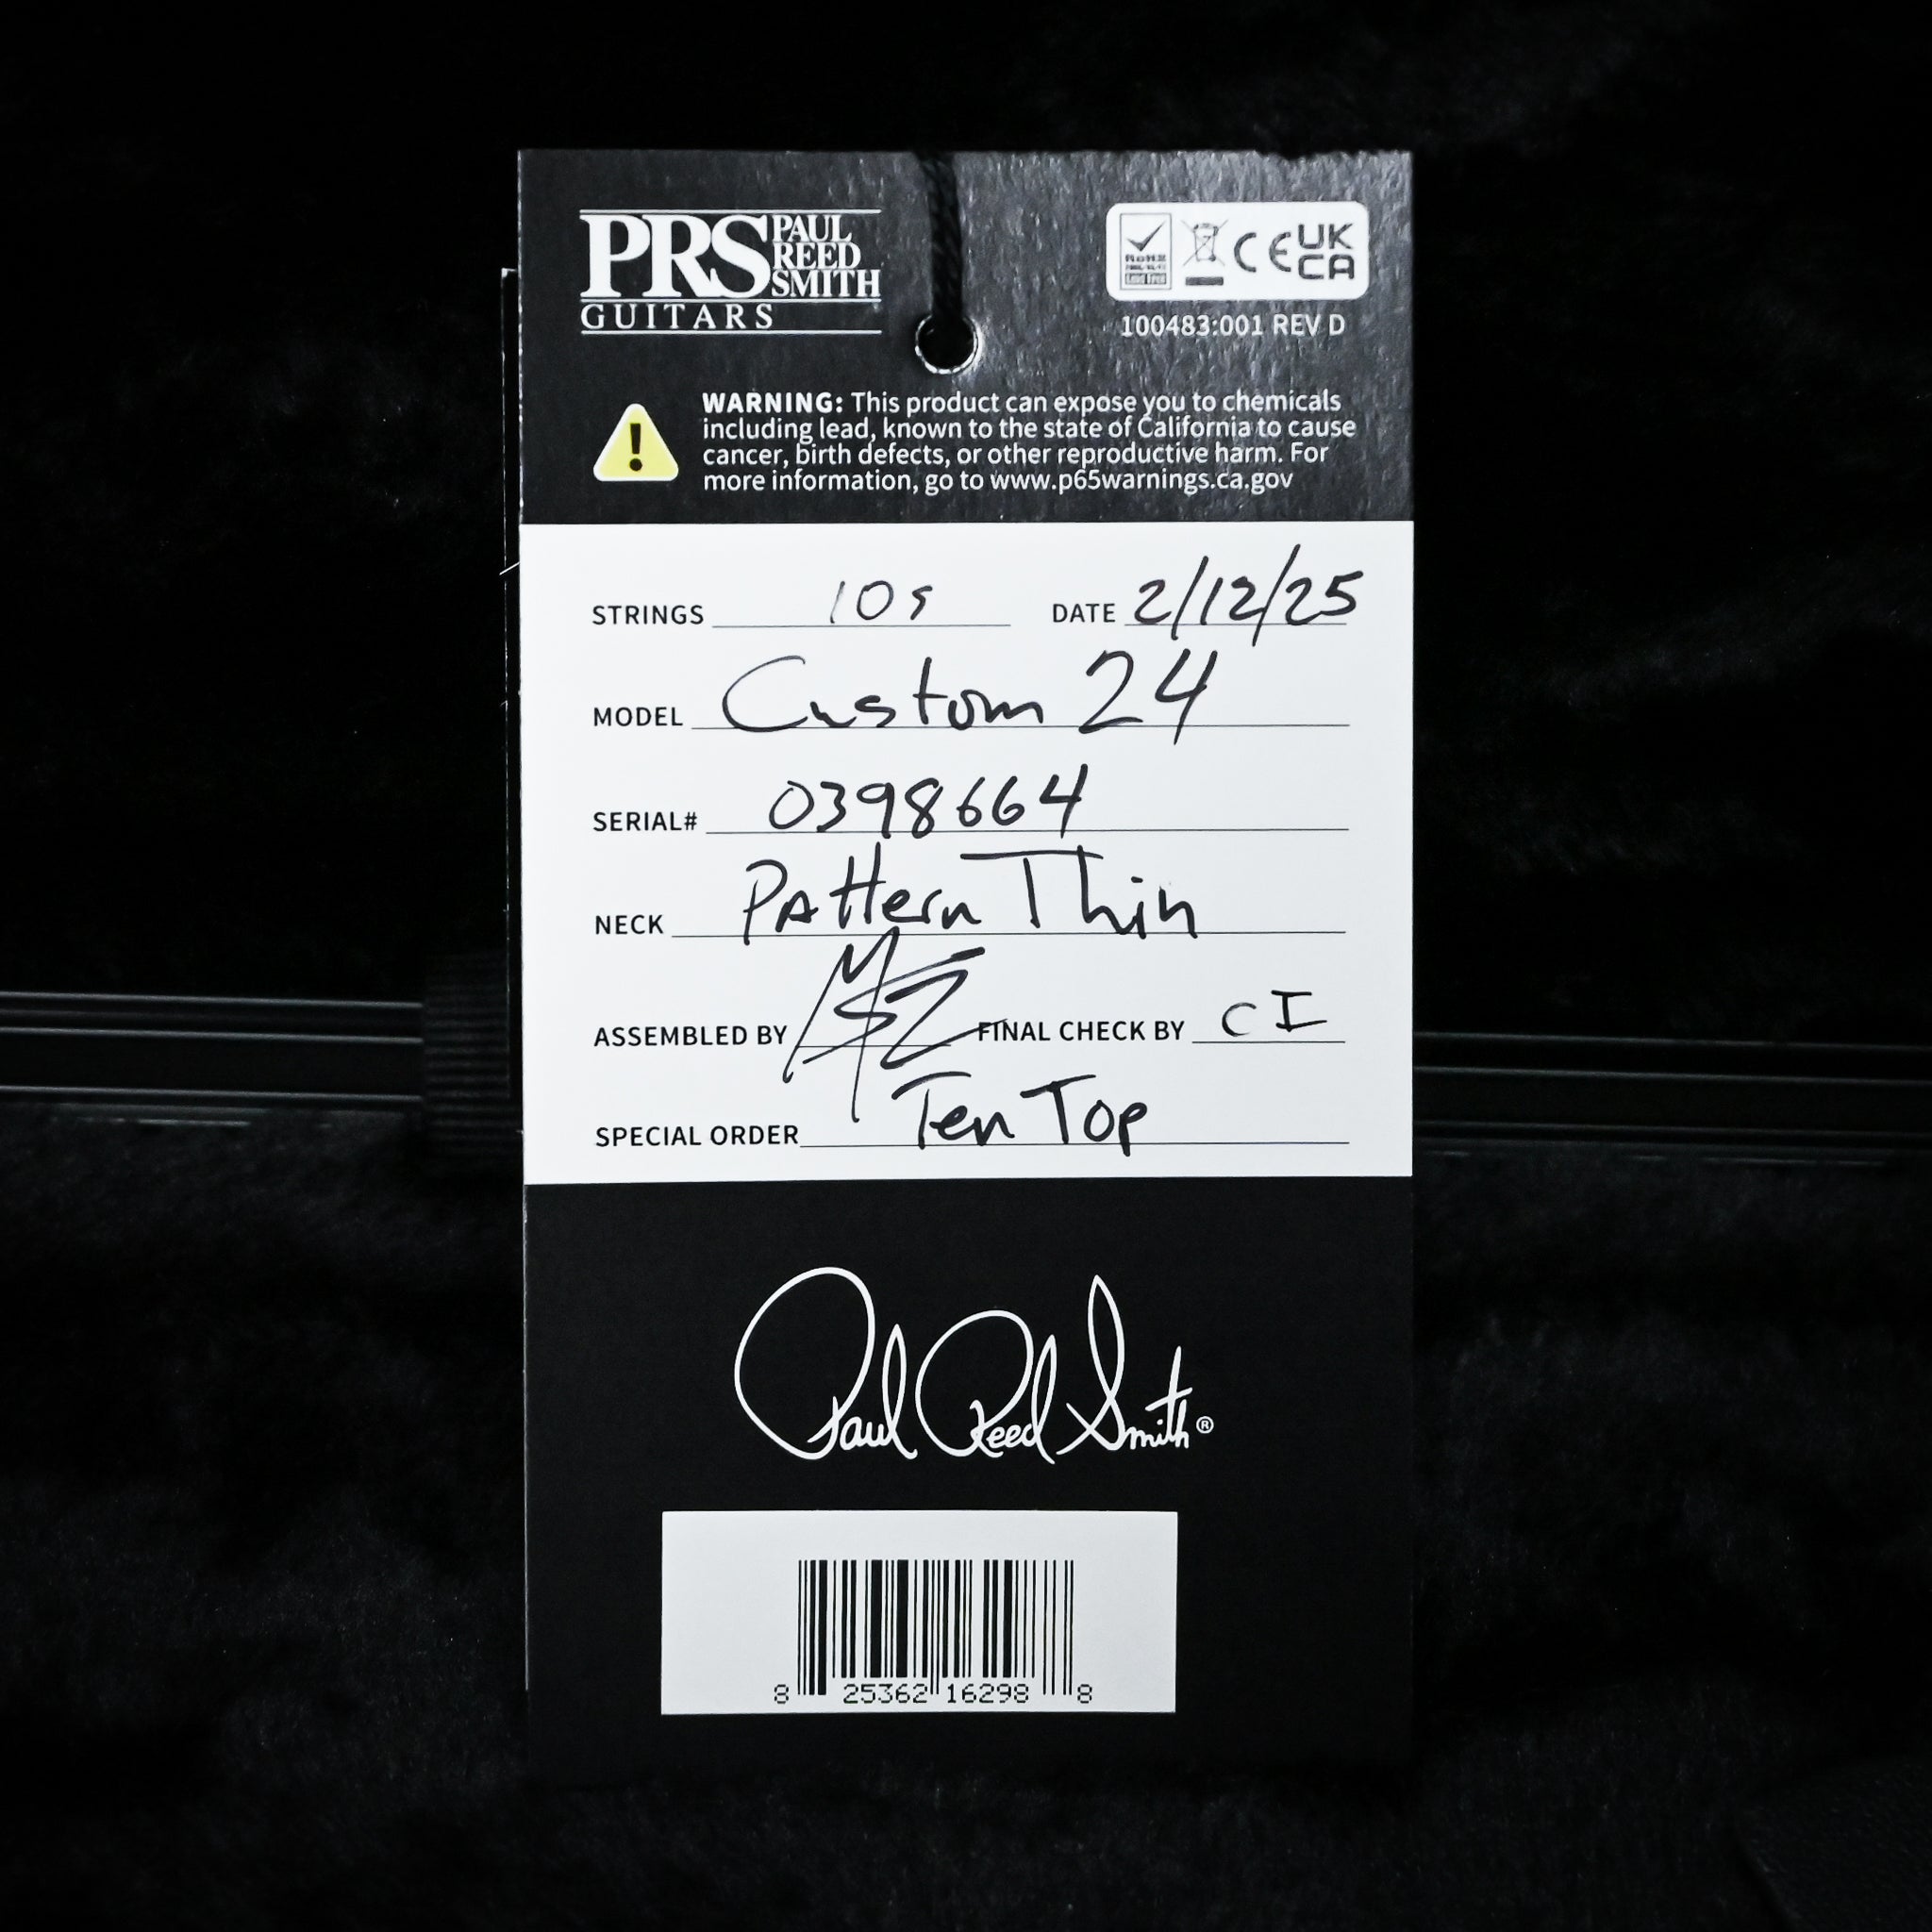 PRS PAUL
REED
SMITH
GUITARS
UK
CE CA
RoHS
Lead Free
100483:001 REV D
WARNING: This product can expose you to chemicals
including lead, known to the state of California to cause
cancer, birth defects, or other reproductive harm. For
more information, go to www.p65warnings.ca.gov
!
STRINGS 10s DATE 2/12/25
MODEL Custom 24
SERIAL# 0398664
NECK Pattern Thin
ASSEMBLED BY FINAL CHECK BY CI
SPECIAL ORDER Ten Top
Paul Reed Smith®
8 25362 16298 8